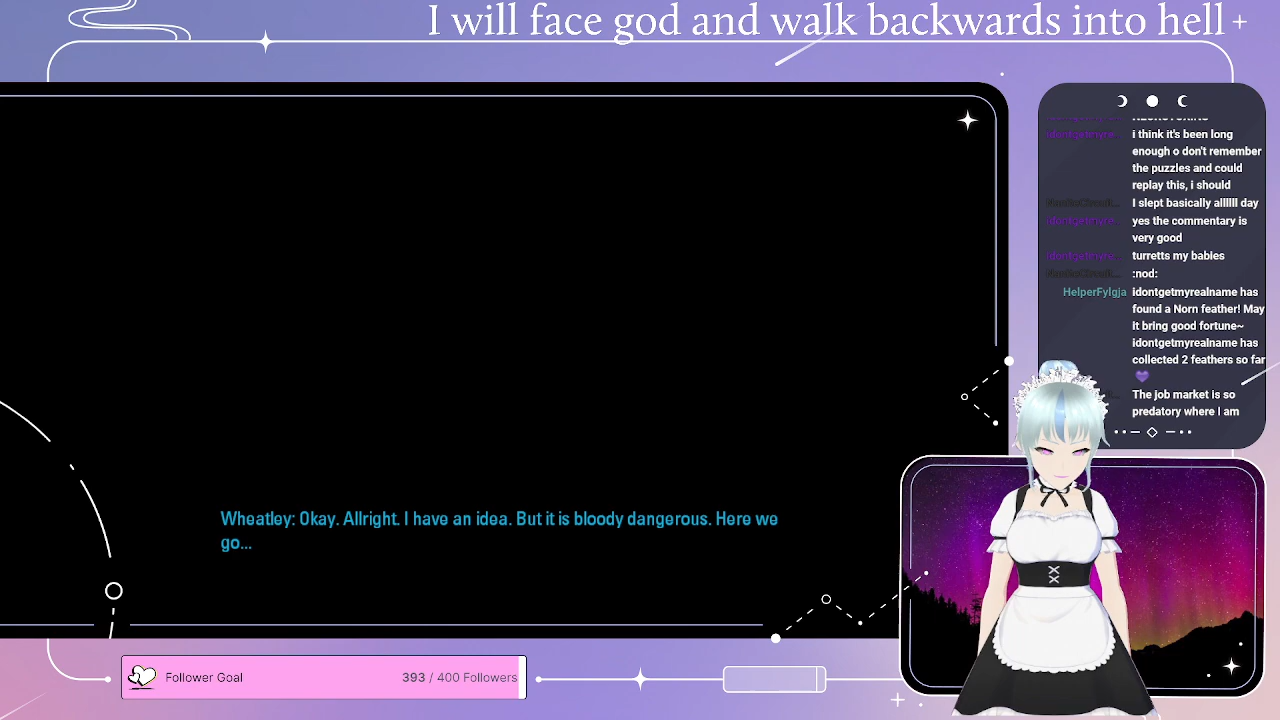 I will face god and walk backwards into hell
i think it's been long
enough o don't remember
the puzzles and could
replay this, i should
I slept basically allllll day
idontgetmyre... yes the commentary is
very good
idontgetmyre... turretts my babies
:nod:
HelperFylgja idontgetmyrealname has
found a Norn feather! May
it bring good fortune~
idontgetmyrealname has
collected 2 feathers so far
The job market is so
predatory where I am
Wheatley: Okay. Allright. I have an idea. But it is bloody dangerous. Here we
go...
Follower Goal
393 / 400 Followers